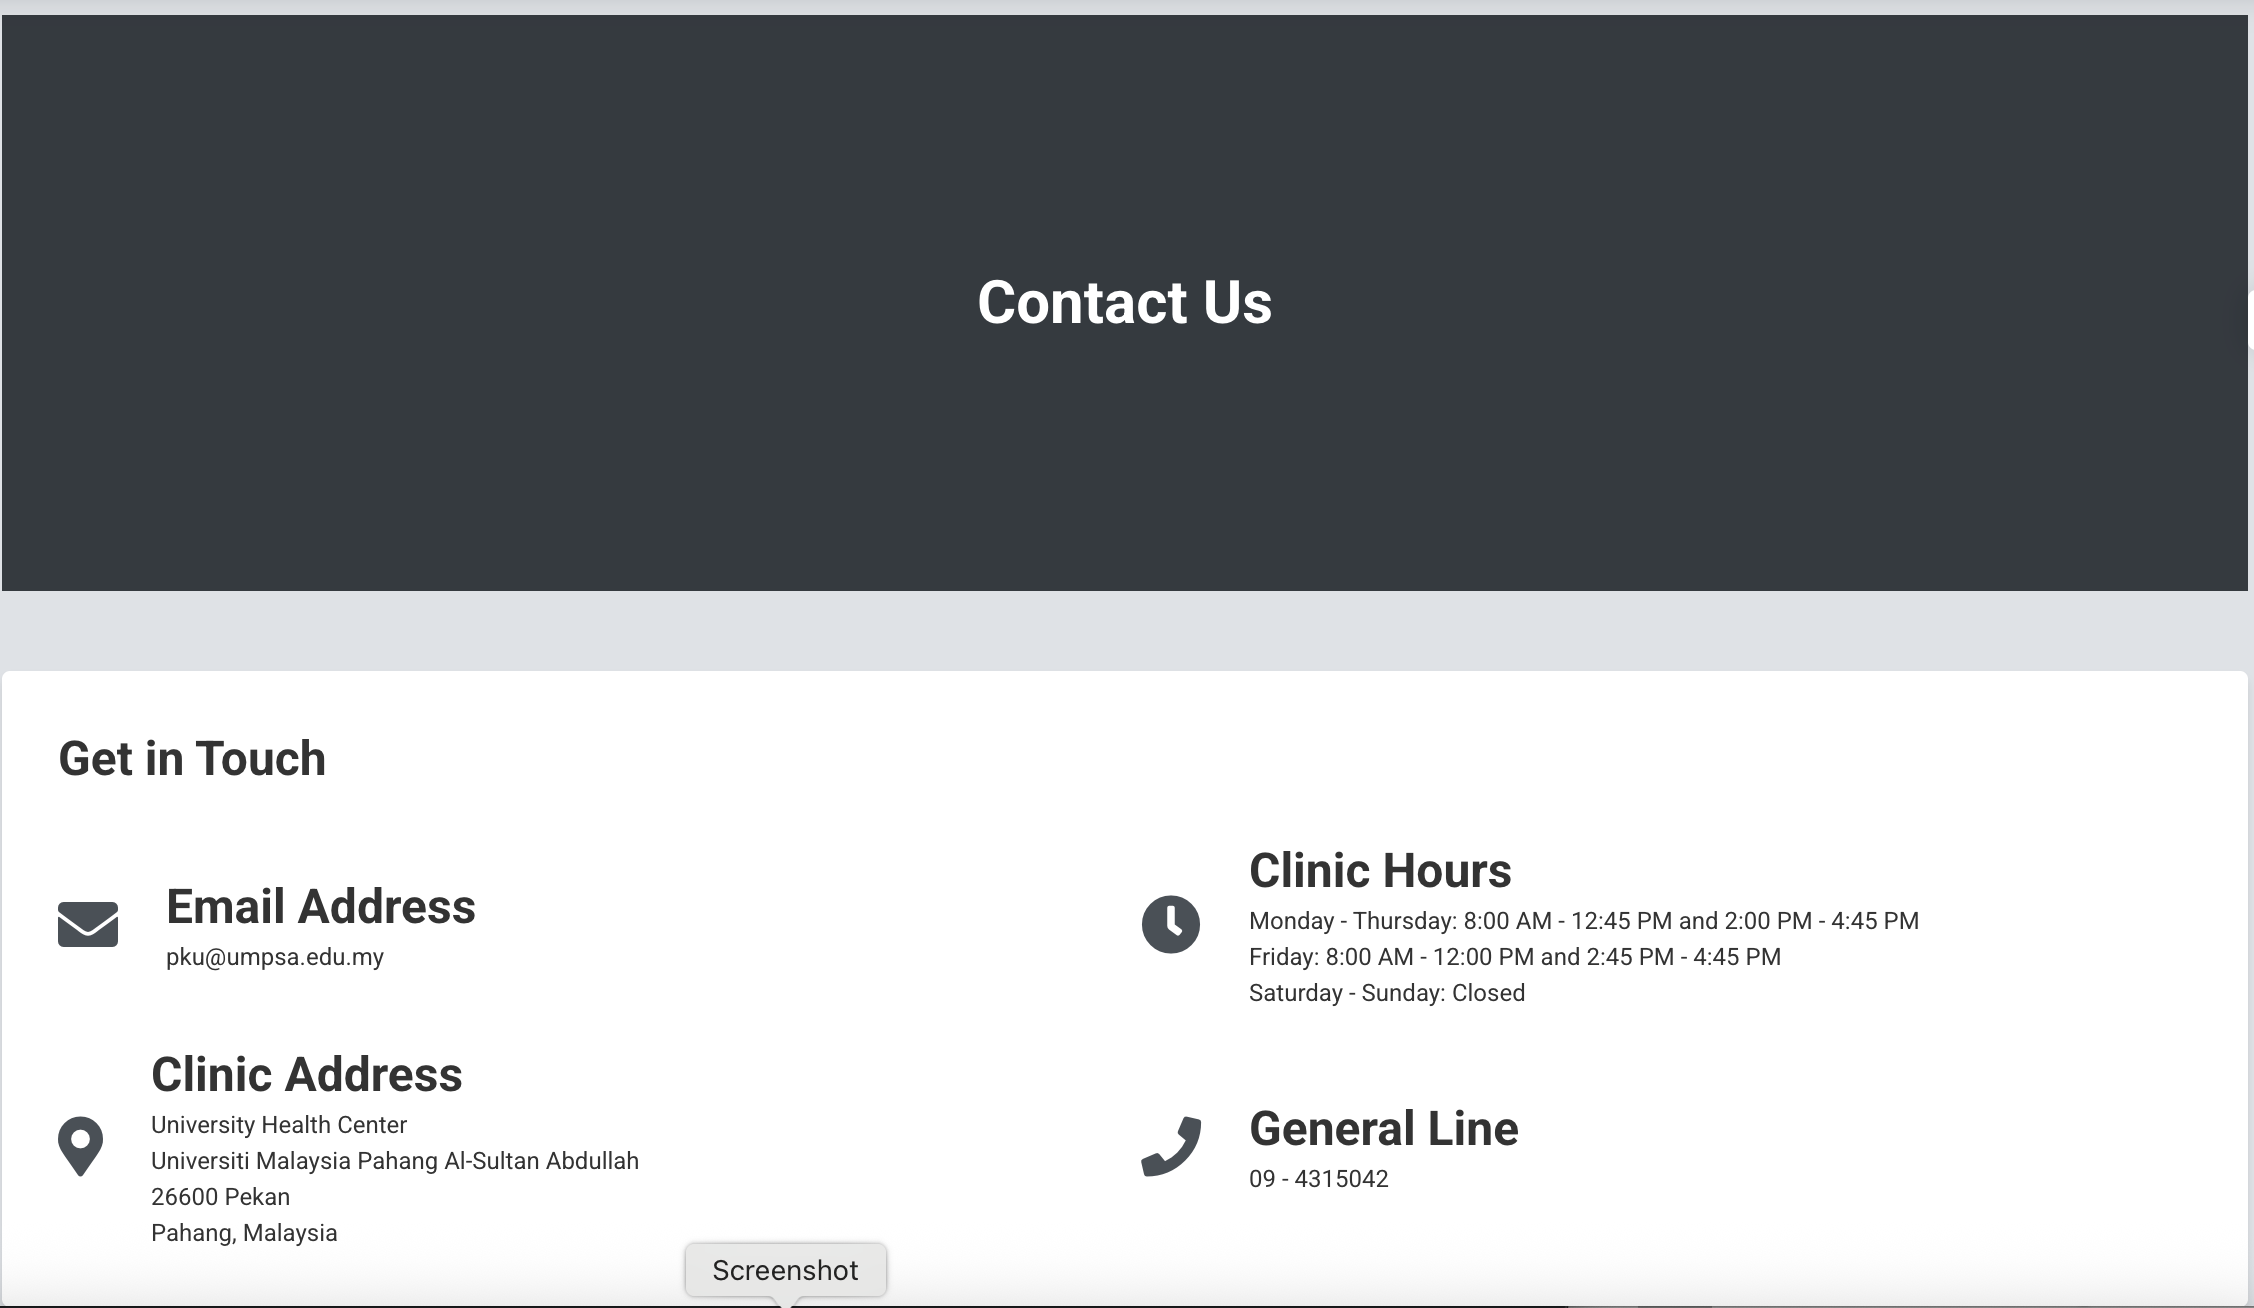 Contact Us
Get in Touch
Email Address
pku@umpsa.edu.my
Clinic Hours
Monday - Thursday: 8:00 AM - 12:45 PM and 2:00 PM - 4:45 PM
Friday: 8:00 AM - 12:00 PM and 2:45 PM - 4:45 PM
Saturday - Sunday: Closed
Clinic Address
University Health Center
Universiti Malaysia Pahang Al-Sultan Abdullah
26600 Pekan
Pahang, Malaysia
General Line
09 - 4315042
Screenshot